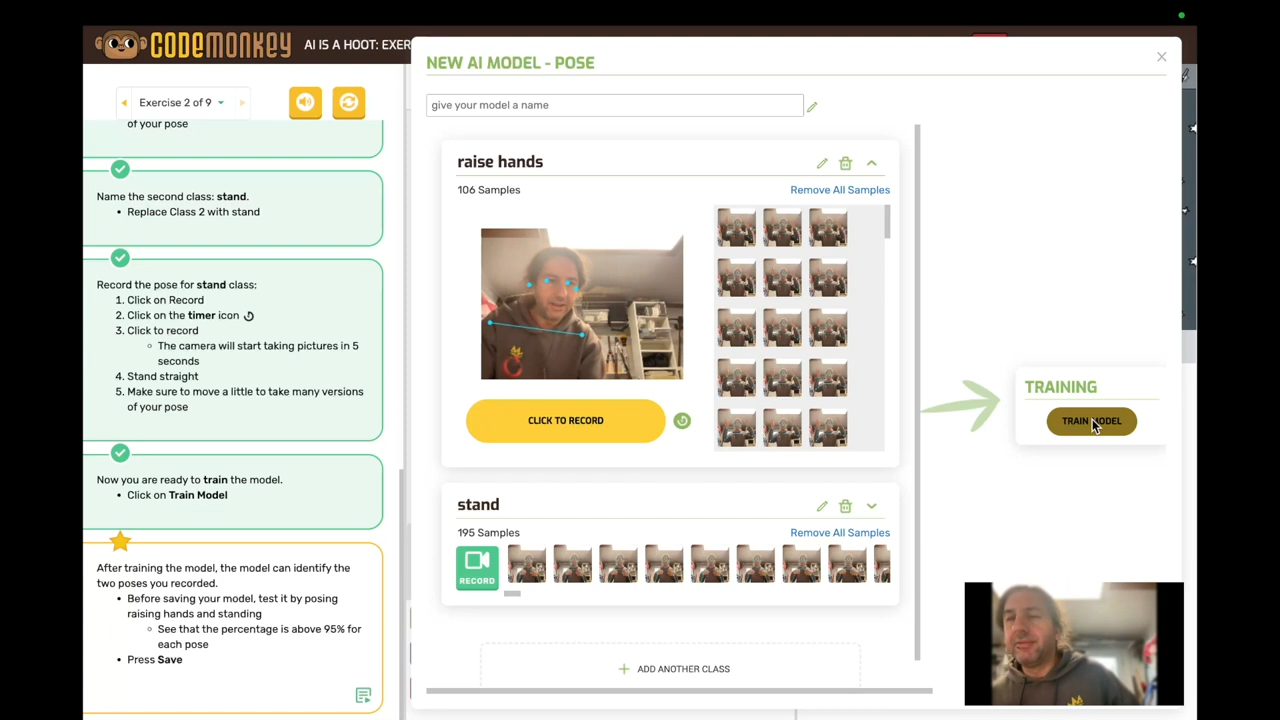 CODEMONKEY
AI IS A HOOT: EXER
Exercise 2 of 9
of your pose
Name the second class: stand.
Replace Class 2 with stand
Record the pose for stand class:
1. Click on Record
2. Click on the timer icon
3. Click to record
The camera will start taking pictures in 5
seconds
4. Stand straight
5. Make sure to move a little to take many versions
of your pose
Now you are ready to train the model.
Click on Train Model
After training the model, the model can identify the
two poses you recorded.
Before saving your model, test it by posing
raising hands and standing
See that the percentage is above 95% for
each pose
Press Save
NEW AI MODEL - POSE
give your model a name
raise hands
106 Samples
Remove All Samples
CLICK TO RECORD
stand
195 Samples
Remove All Samples
RECORD
ADD ANOTHER CLASS
TRAINING
TRAIN MODEL